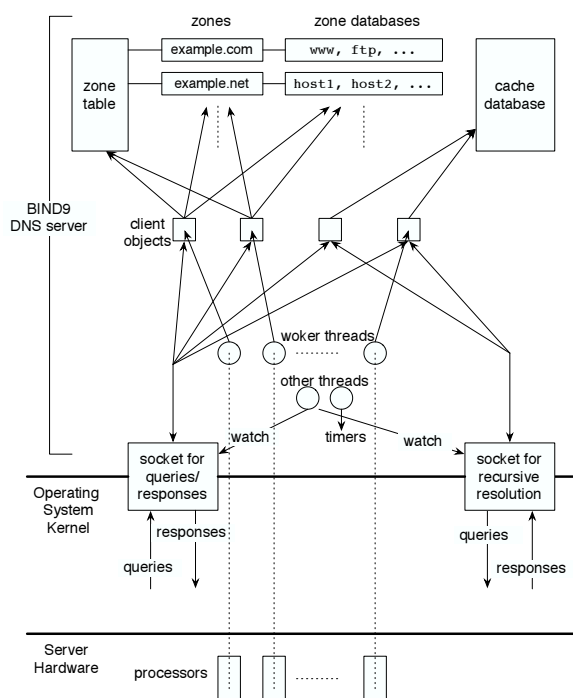 zones
zone databases
zone
table
example.com
www, ftp, ...
example.net
host1, host2, ...
cache
database
BIND9
DNS server
client
objects
woker threads
other threads
watch
timers
watch
socket for
queries/
responses
socket for
recursive
resolution
Operating
System
Kernel
responses
queries
queries
responses
Server
Hardware
processors